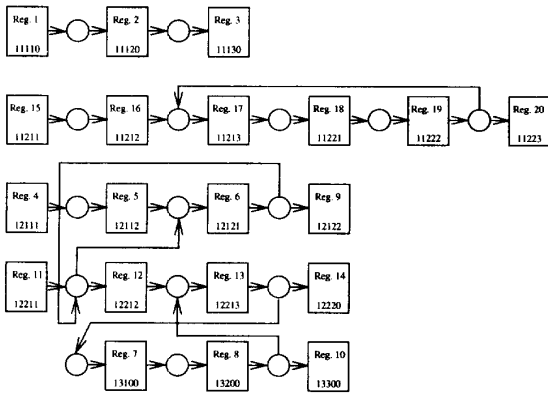 Reg. 1 Reg. 2 Reg. 3
11110 11120 11130
Reg. 15 Reg. 16 Reg. 17 Reg. 18 Reg. 19 Reg. 20
11211 11212 11213 11221 11222 11223
Reg. 4 Reg. 5 Reg. 6 Reg. 9
12111 12112 12121 12122
Reg. 11 Reg. 12 Reg. 13 Reg. 14
12211 12212 12213 12220
Reg. 7 Reg. 8 Reg. 10
13100 13200 13300